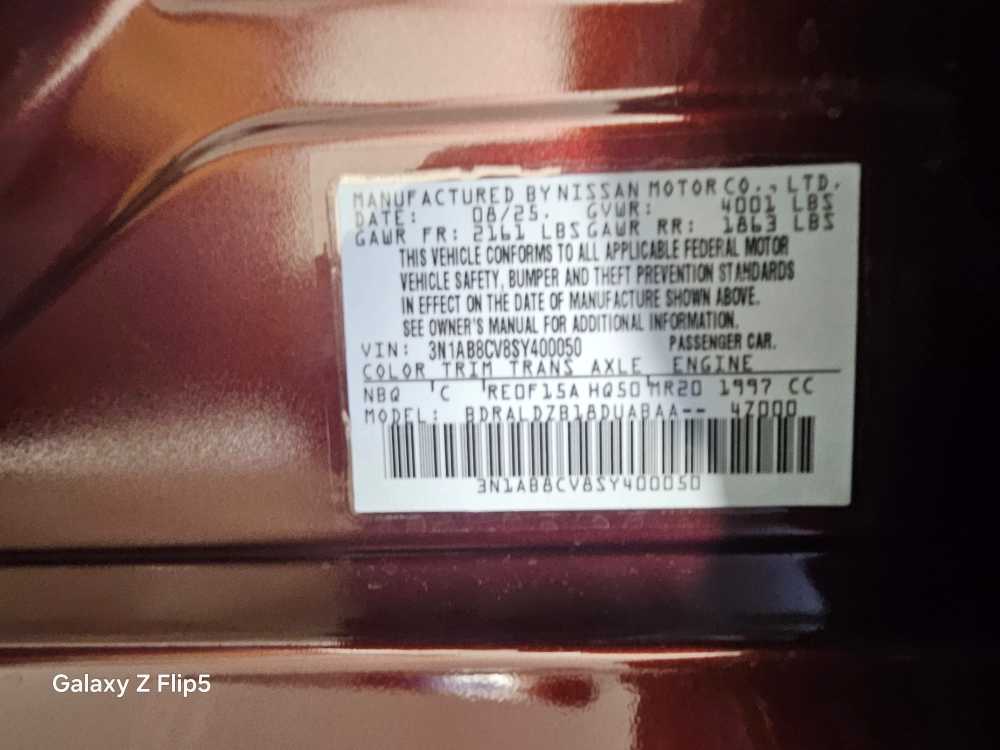 MANUFACTURED BY NISSAN MOTOR CO., LTD.
DATE: 08/25. GVWR: 4001 LBS
GAWR FR: 2161 LBS GAWR RR: 1863 LBS
THIS VEHICLE CONFORMS TO ALL APPLICABLE FEDERAL MOTOR
VEHICLE SAFETY, BUMPER AND THEFT PREVENTION STANDARDS
IN EFFECT ON THE DATE OF MANUFACTURE SHOWN ABOVE.
SEE OWNER'S MANUAL FOR ADDITIONAL INFORMATION.
VIN: 3N1AB8CV8SY400050 PASSENGER CAR.
COLOR TRIM TRANS AXLE ENGINE
NBQ C RE0F15A HQ50 MR20 1997 CC
MODEL: BDRALDZB18DUABAA-- 4Z000
3N1AB8CV8SY400050
Galaxy Z Flip5